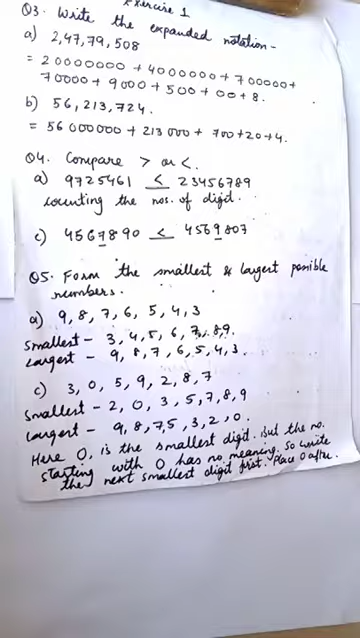 Exercise 1
Q3. Write the expanded notation-
a) 2,47,79,508
= 20000000 + 4000000 + 700000+
70000 + 9000 + 500 + 00 + 8.
b) 56,213,724.
= 56 000000 + 213 000 + 700+20+4.
Q4. Compare > or <.
a) 9725461 < 23456789
counting the nos. of digit.
c) 4567890 < 4569807
Q5. Form the smallest & largest possible
numbers.
a) 9, 8, 7, 6, 5, 4, 3
Smallest - 3, 4, 5, 6, 7, 8, 9.
Largest - 9, 8, 7, 6, 5, 4, 3.
c) 3, 0, 5, 9, 2, 8, 7
Smallest - 2, 0, 3, 5, 7, 8, 9
Largest - 9, 8, 7, 5, 3, 2, 0.
Here 0, is the smallest digit. But the no.
starting with 0 has no meaning. So write
the next smallest digit first. Place 0 after.